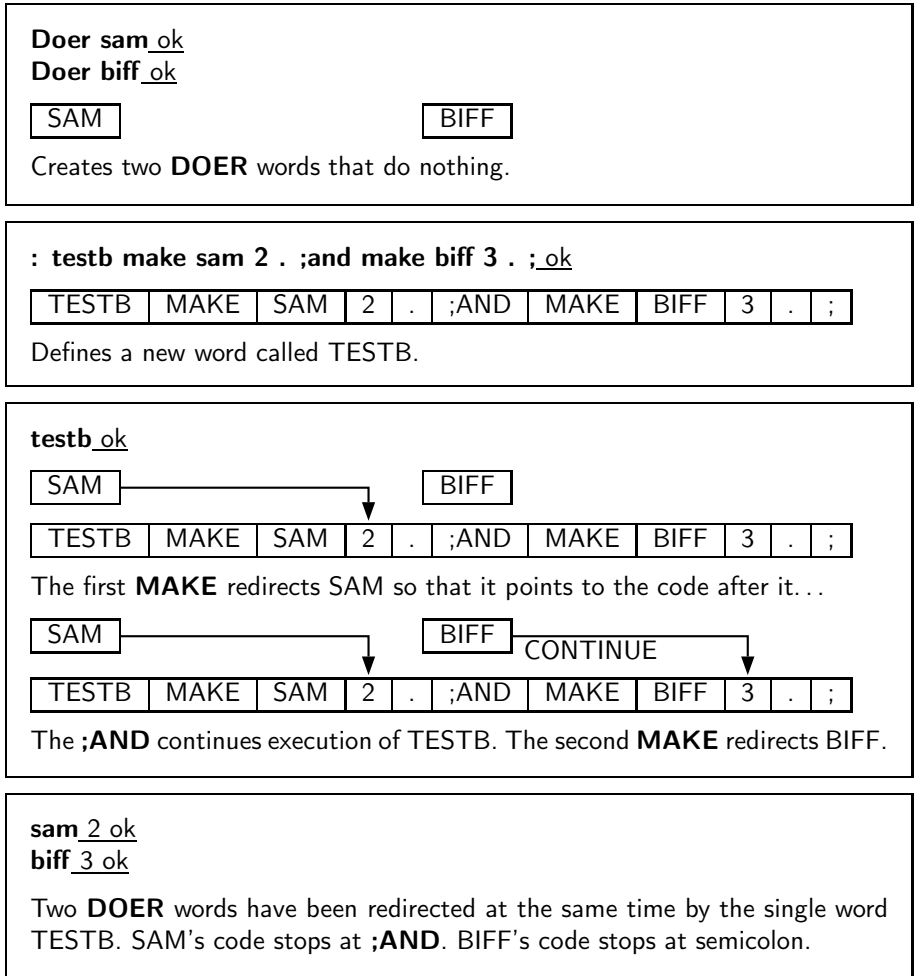 Doer sam ok
Doer biff ok
SAM BIFF
Creates two DOER words that do nothing.
: testb make sam 2 . ;and make biff 3 . ; ok
TESTB MAKE SAM 2 . ;AND MAKE BIFF 3 . ;
Defines a new word called TESTB.
testb ok
SAM BIFF
TESTB MAKE SAM 2 . ;AND MAKE BIFF 3 . ;
The first MAKE redirects SAM so that it points to the code after it...
SAM BIFF CONTINUE
TESTB MAKE SAM 2 . ;AND MAKE BIFF 3 . ;
The ;AND continues execution of TESTB. The second MAKE redirects BIFF.
sam 2 ok
biff 3 ok
Two DOER words have been redirected at the same time by the single word
TESTB. SAM's code stops at ;AND. BIFF's code stops at semicolon.